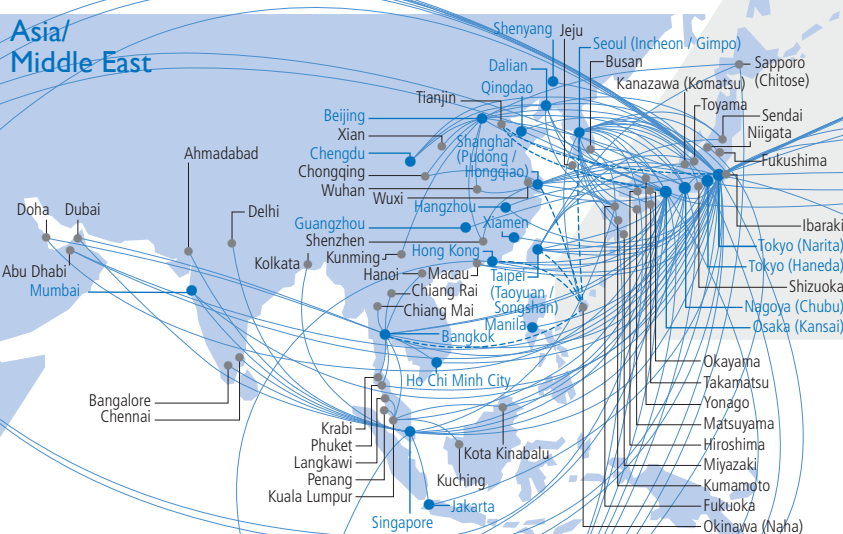 Asia/
Middle East
Shenyang
Jeju
Seoul (Incheon / Gimpo)
Dalian
Busan
Sapporo
(Chitose)
Qingdao
Kanazawa (Komatsu)
Tianjin
Toyama
Beijing
Sendai
Xian
Niigata
Shanghai
(Pudong /
Hongqiao)
Ahmadabad
Chengdu
Fukushima
Chongqing
Wuhan
Wuxi
Doha
Dubai
Delhi
Hangzhou
Guangzhou
Xiamen
Ibaraki
Shenzhen
Tokyo (Narita)
Kunming
Hong Kong
Kolkata
Tokyo (Haneda)
Abu Dhabi
Hanoi
Macau
Taipei
(Taoyuan /
Songshan)
Mumbai
Shizuoka
Chiang Rai
Chiang Mai
Nagoya (Chubu)
Manila
Osaka (Kansai)
Bangkok
Okayama
Ho Chi Minh City
Takamatsu
Bangalore
Yonago
Chennai
Matsuyama
Krabi
Phuket
Hiroshima
Kota Kinabalu
Langkawi
Miyazaki
Penang
Kuching
Kumamoto
Kuala Lumpur
Fukuoka
Jakarta
Singapore
Okinawa (Naha)